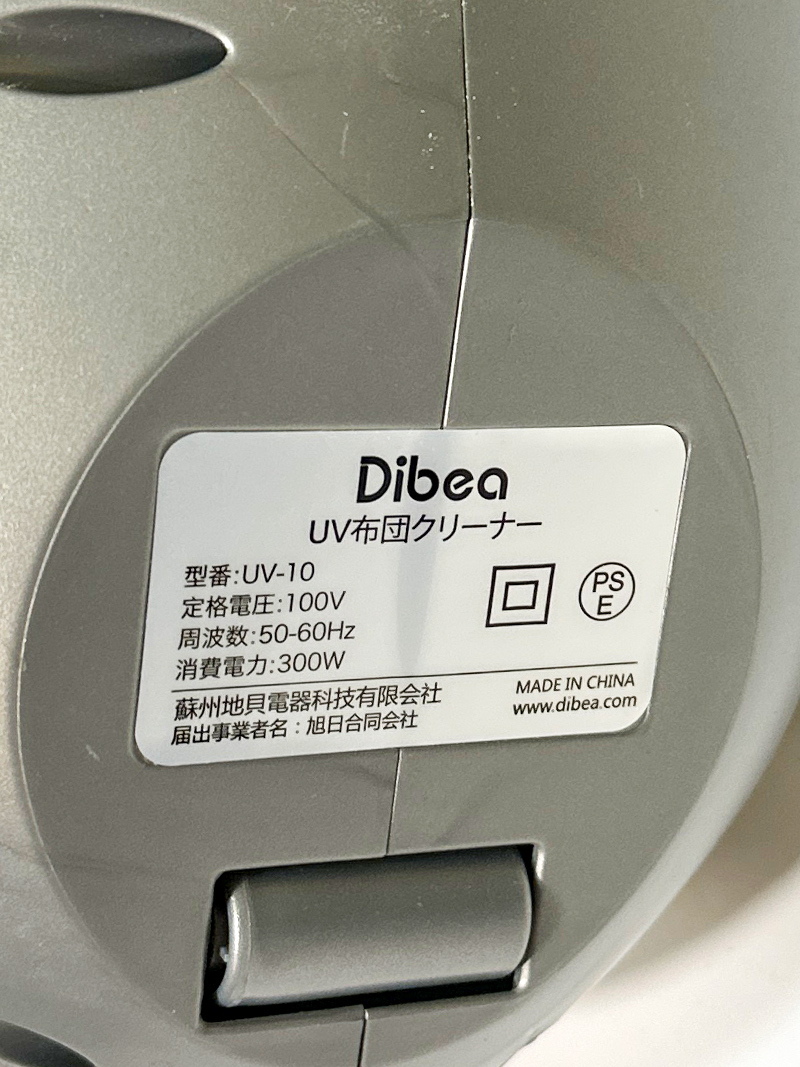 Dibea
UV布団クリーナー
型番:UV-10
定格電圧:100V
周波数:50-60Hz
消費電力:300W
PS
E
蘇州地貝電器科技有限会社
届出事業者名：旭日合同会社
MADE IN CHINA
www.dibea.com